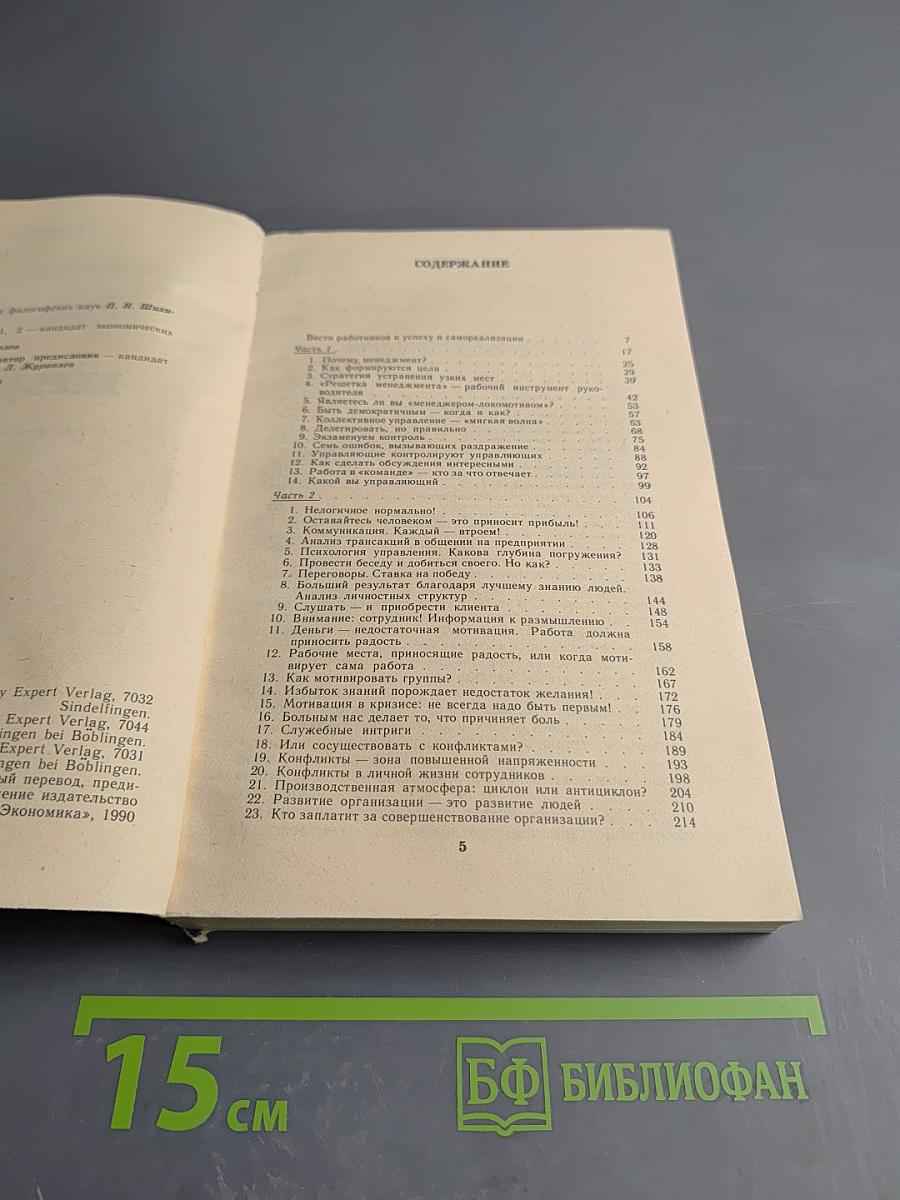 философских наук П. Н. Шихи-
2 — кандидат экономических
автор предисловия — кандидат
Л. Журавлев
y Expert Verlag, 7032
Sindelfingen.
Expert Verlag, 7044
ingen bei Böblingen.
Expert Verlag, 7031
ngen bei Böblingen.
ый перевод, преди-
ение издательство
Экономика», 1990
СОДЕРЖАНИЕ
Вести работников к успеху и самореализации . . . . 7
Часть 1 . . . . 17
1. Почему, менеджмент? . . . . 25
2. Как формируются цели . . . . 29
3. Стратегия устранения узких мест . . . . 39
4. «Решетка менеджмента» — рабочий инструмент руко-
водителя . . . . 42
5. Являетесь ли вы «менеджером-локомотивом»? . . . . 53
6. Быть демократичным — когда и как? . . . . 57
7. Коллективное управление — «мягкая волна» . . . . 53
8. Делегировать, но правильно . . . . 68
9. Экзаменуем контроль . . . . 75
10. Семь ошибок, вызывающих раздражение . . . . 84
11. Управляющие контролируют управляющих . . . . 88
12. Как сделать обсуждения интересными . . . . 92
13. Работа в «команде» — кто за что отвечает . . . . 97
14. Какой вы управляющий . . . . 99
Часть 2 . . . . 104
1. Нелогичное нормально! . . . . 106
2. Оставайтесь человеком — это приносит прибыль! . . . 111
3. Коммуникация. Каждый — втроем! . . . . 120
4. Анализ трансакций в общении на предприятии . . . . 128
5. Психология управления. Какова глубина погружения? 131
6. Провести беседу и добиться своего. Но как? . . . . 133
7. Переговоры. Ставка на победу . . . . 138
8. Больший результат благодаря лучшему знанию людей.
Анализ личностных структур . . . . 144
9. Слушать — и приобрести клиента . . . . 148
10. Внимание: сотрудник! Информация к размышлению . . 154
11. Деньги — недостаточная мотивация. Работа должна
приносить радость . . . . 158
12. Рабочие места, приносящие радость, или когда моти-
вирует сама работа . . . . 162
13. Как мотивировать группы? . . . . 167
14. Избыток знаний порождает недостаток желания! . . . 172
15. Мотивация в кризисе: не всегда надо быть первым! . . 176
16. Больным нас делает то, что причиняет боль . . . . 179
17. Служебные интриги . . . . 184
18. Или сосуществовать с конфликтами? . . . . 189
19. Конфликты — зона повышенной напряженности . . . . 193
20. Конфликты в личной жизни сотрудников . . . . 198
21. Производственная атмосфера: циклон или антициклон? 204
22. Развитие организации — это развитие людей . . . . 210
23. Кто заплатит за совершенствование организации? . . . 214
5
15 см
БФ БИБЛИОФАН